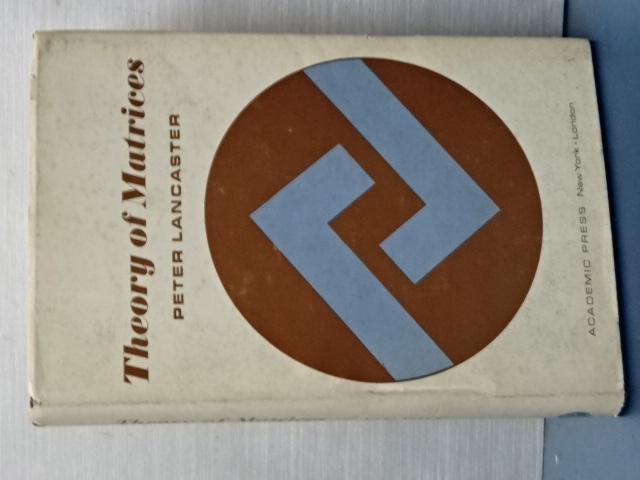 Theory of Matrices
PETER LANCASTER
ACADEMIC PRESS New York • London